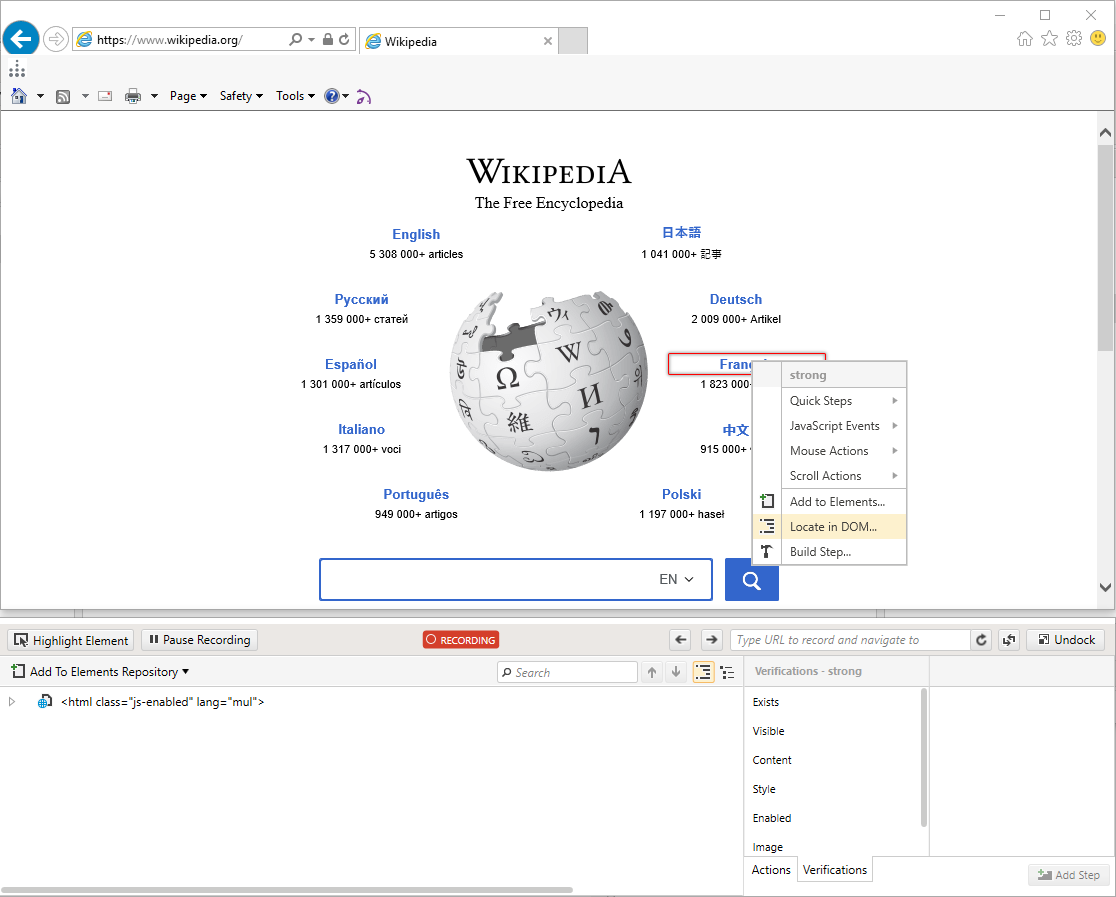 https://www.wikipedia.org/
Wikipedia
Page Safety Tools
WIKIPEDIA
The Free Encyclopedia
English
5 308 000+ articles
日本語
1 041 000+ 記事
Русский
1 359 000+ статей
Deutsch
2 009 000+ Artikel
Español
1 301 000+ artículos
1 823 000+
Italiano
1 317 000+ voci
中文
915 000+
Português
949 000+ artigos
Polski
1 197 000+ haseł
Ω W И 維 ウィ 7
strong
Quick Steps
JavaScript Events
Mouse Actions
Scroll Actions
Add to Elements...
Locate in DOM...
Build Step...
EN
Highlight Element Pause Recording RECORDING Type URL to record and navigate to Undock
Add To Elements Repository Search Verifications - strong
<html class="js-enabled" lang="mul">
Exists
Visible
Content
Style
Enabled
Image
Actions Verifications Add Step